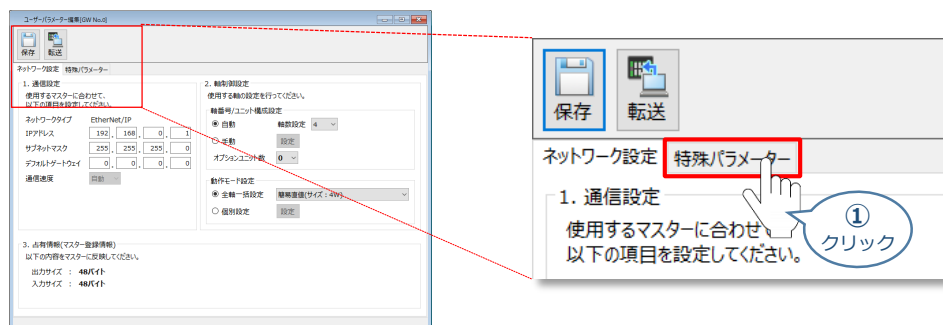 ユーザーパラメーター編集[GW No.0]
保存 転送
ネットワーク設定 特殊パラメーター
1. 通信設定
使用するマスターに合わせて、
以下の項目を設定してください。
ネットワークタイプ EtherNet/IP
IPアドレス 192 . 168 . 0 . 1
サブネットマスク 255 . 255 . 255 . 0
デフォルトゲートウェイ 0 . 0 . 0 . 0
通信速度 自動
2. 軸制御設定
使用する軸の設定を行ってください。
軸番号/ユニット構成設定
自動 軸数設定 4
手動 設定
オプションユニット数 0
動作モード設定
全軸一括設定 簡易直値(サイズ : 4W)
個別設定 設定
3. 占有情報(マスター登録情報)
以下の内容をマスターに反映してください。
出力サイズ : 48バイト
入力サイズ : 48バイト
保存 転送
ネットワーク設定 特殊パラメーター
1. 通信設定
使用するマスターに合わせ
以下の項目を設定してください。
①
クリック